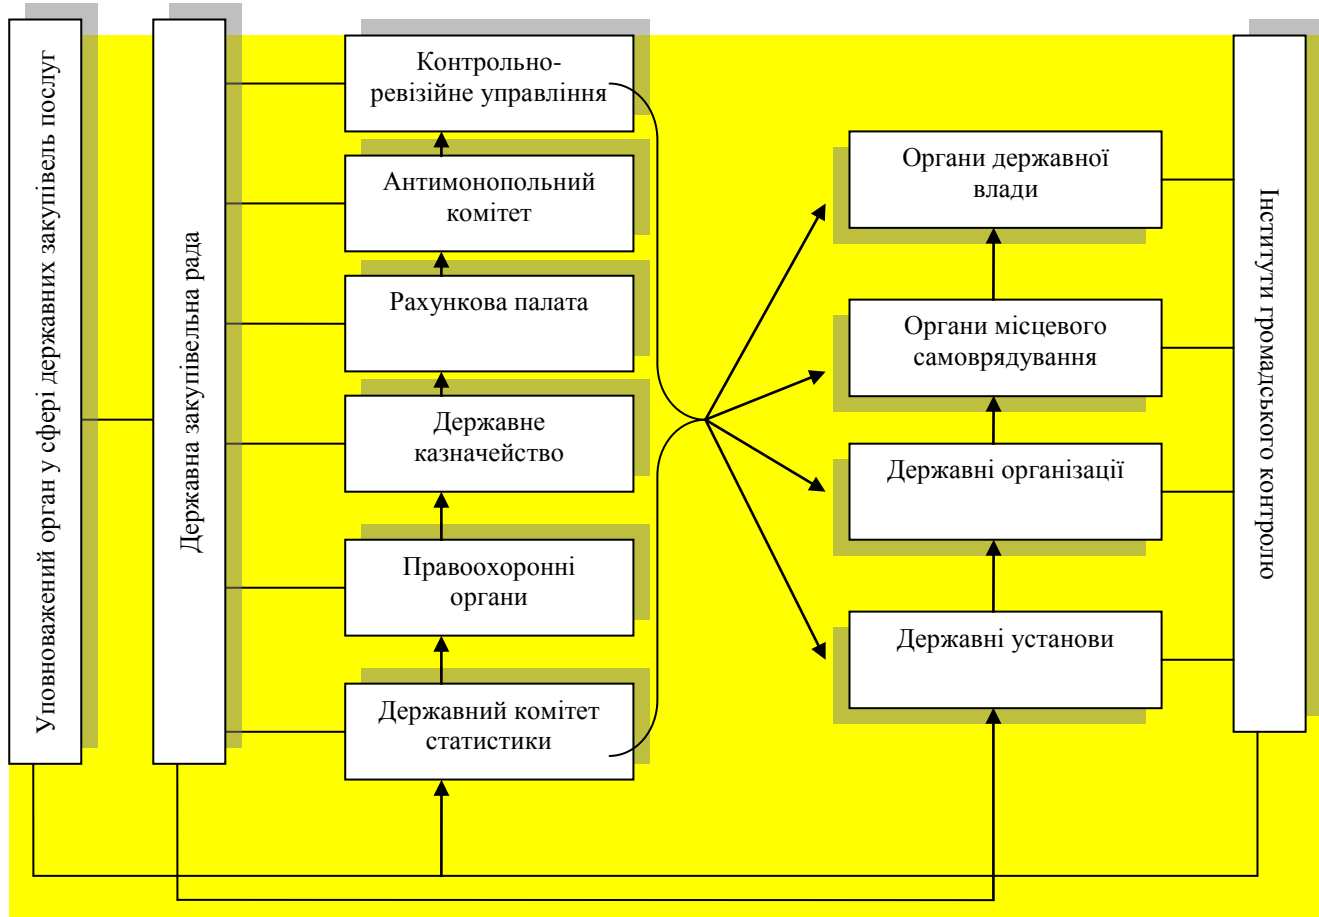 Уповноважений орган у сфері державних закупівель послуг
Державна закупівельна рада
Контрольно-
ревізійне управління
Антимонопольний
комітет
Рахункова палата
Державне
казначейство
Правоохоронні
органи
Державний комітет
статистики
Органи державної
влади
Органи місцевого
самоврядування
Державні організації
Державні установи
Інститути громадського контролю